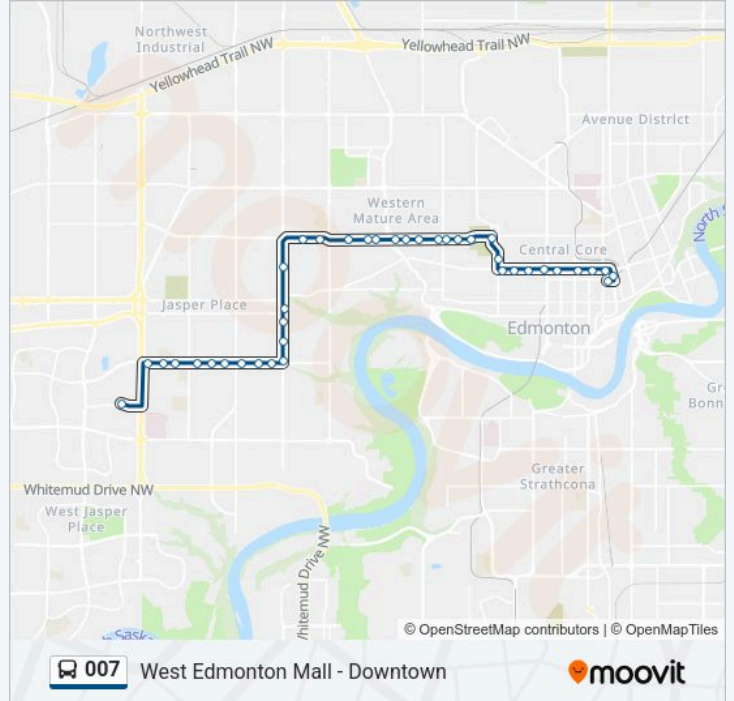 Northwest
Industrial
Yellowhead Trail NW
Yellowhead Trail NW
Avenue District
Western
Mature Area
North S
Central Core
Jasper Place
Edmonton
Gr
Bonn
Greater
Strathcona
Whitemud Drive NW
West Jasper
Place
Whitemud Drive NW
h Sask
© OpenStreetMap contributors | © OpenMapTiles
007 West Edmonton Mall - Downtown
moovit